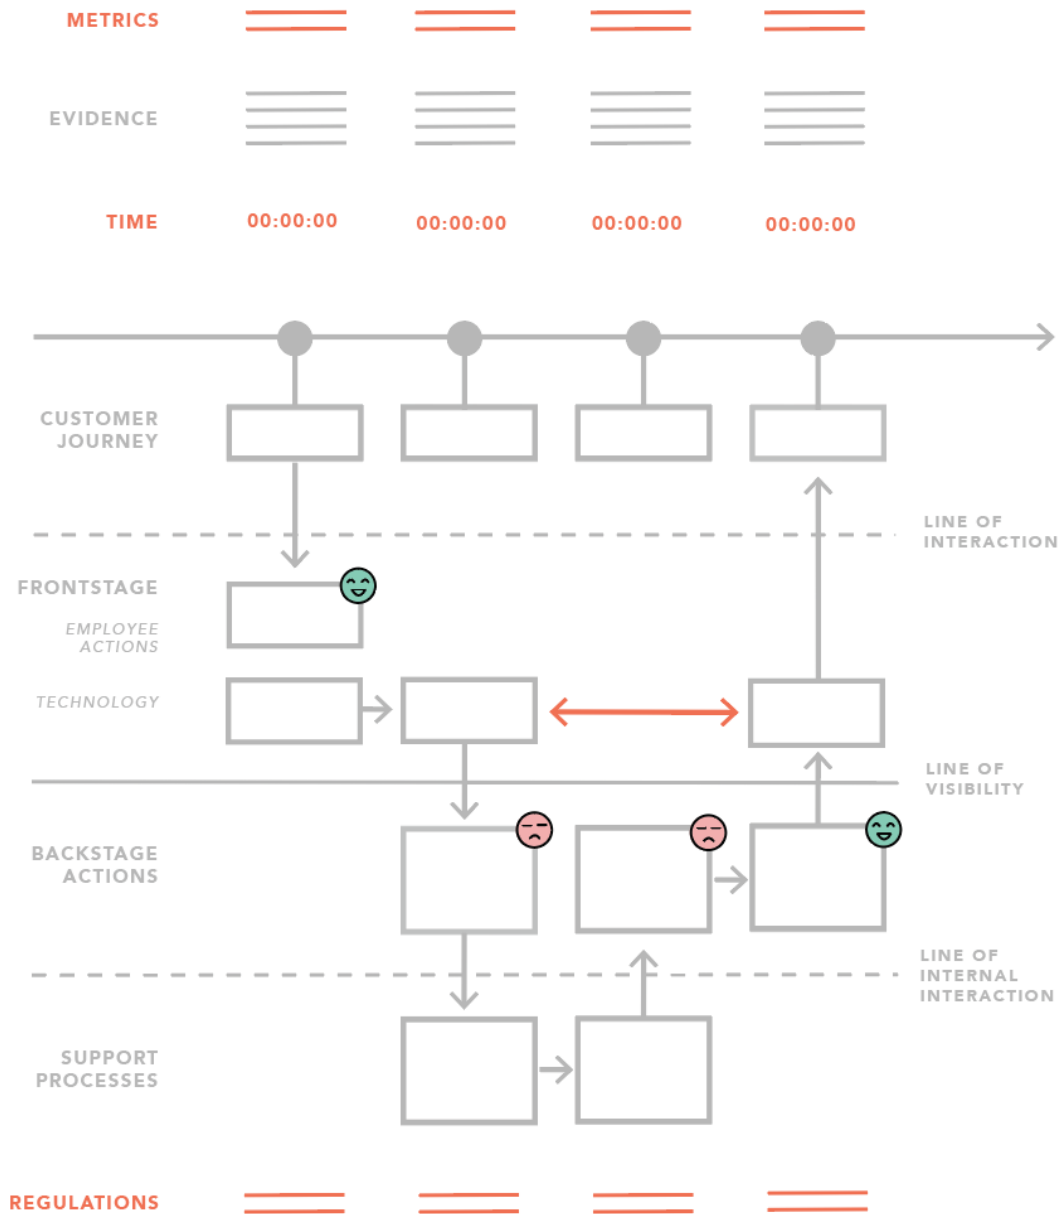 METRICS
EVIDENCE
TIME
00:00:00
00:00:00
00:00:00
00:00:00
CUSTOMER
JOURNEY
LINE OF
INTERACTION
FRONTSTAGE
EMPLOYEE
ACTIONS
TECHNOLOGY
LINE OF
VISIBILITY
BACKSTAGE
ACTIONS
LINE OF
INTERNAL
INTERACTION
SUPPORT
PROCESSES
REGULATIONS